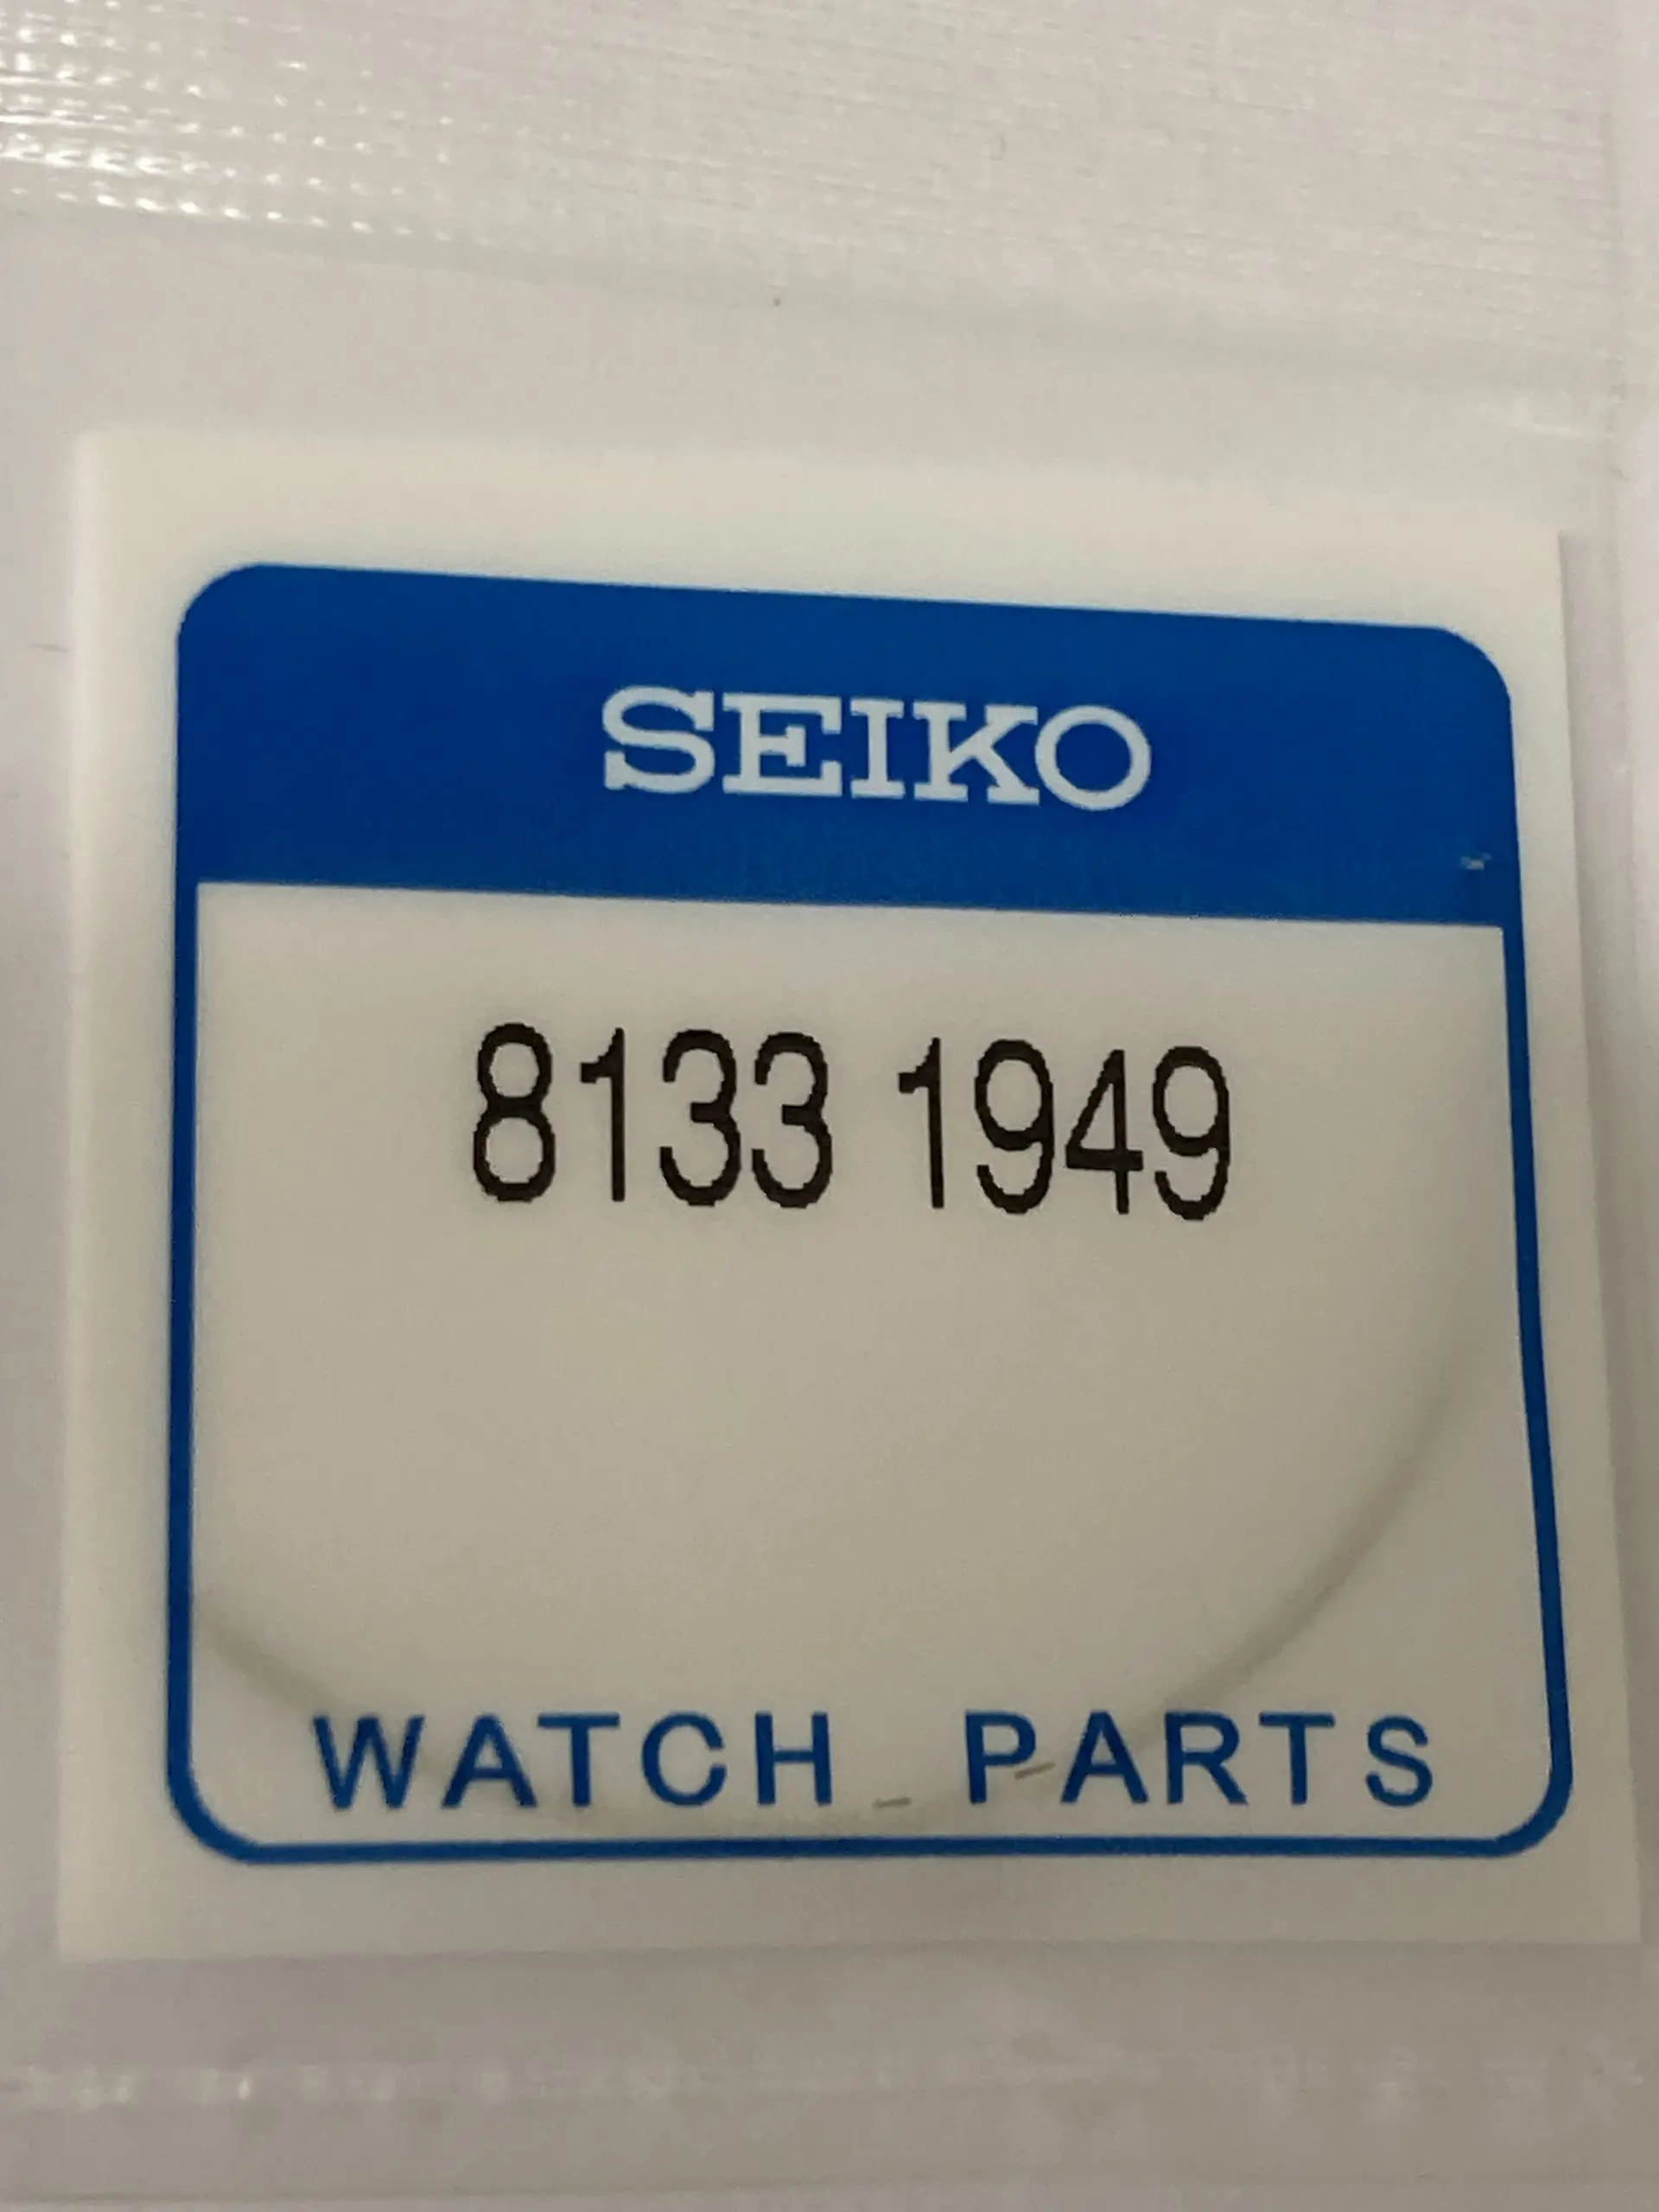 SEIKO
8133 1949
WATCH PARTS